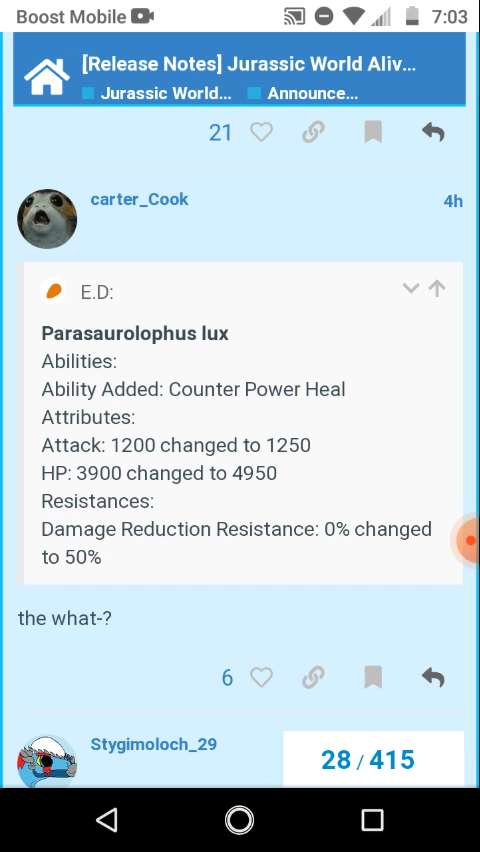 Boost Mobile 7:03
[Release Notes] Jurassic World Aliv...
Jurassic World... Announce...
21
carter_Cook 4h
E.D:
Parasaurolophus lux
Abilities:
Ability Added: Counter Power Heal
Attributes:
Attack: 1200 changed to 1250
HP: 3900 changed to 4950
Resistances:
Damage Reduction Resistance: 0% changed
to 50%
the what-?
6
Stygimoloch_29
28 / 415